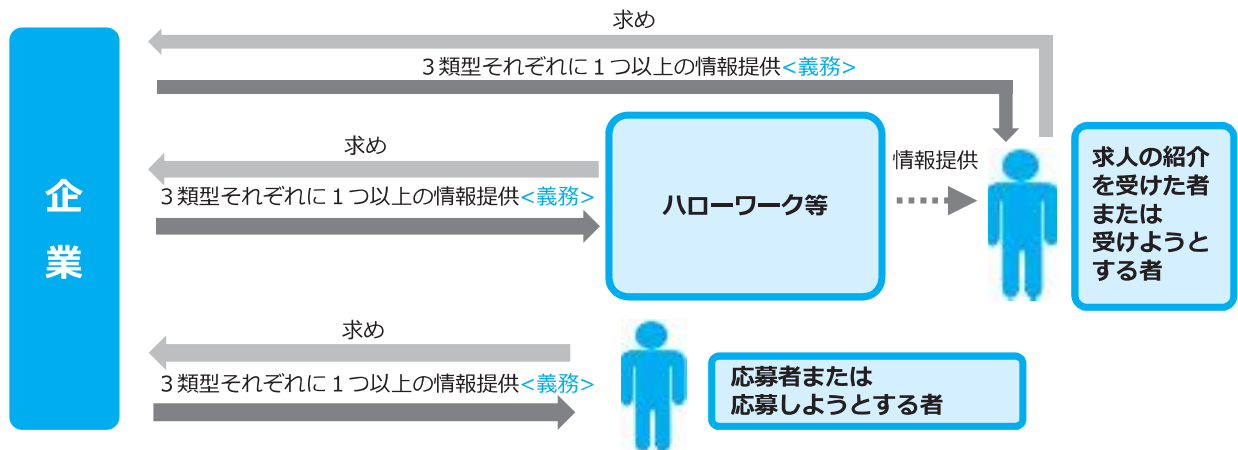 求め
3類型それぞれに1つ以上の情報提供<義務>
企
業
求め
3類型それぞれに1つ以上の情報提供<義務>
ハローワーク等
情報提供
求人の紹介
を受けた者
または
受けようと
する者
求め
3類型それぞれに1つ以上の情報提供<義務>
応募者または
応募しようとする者